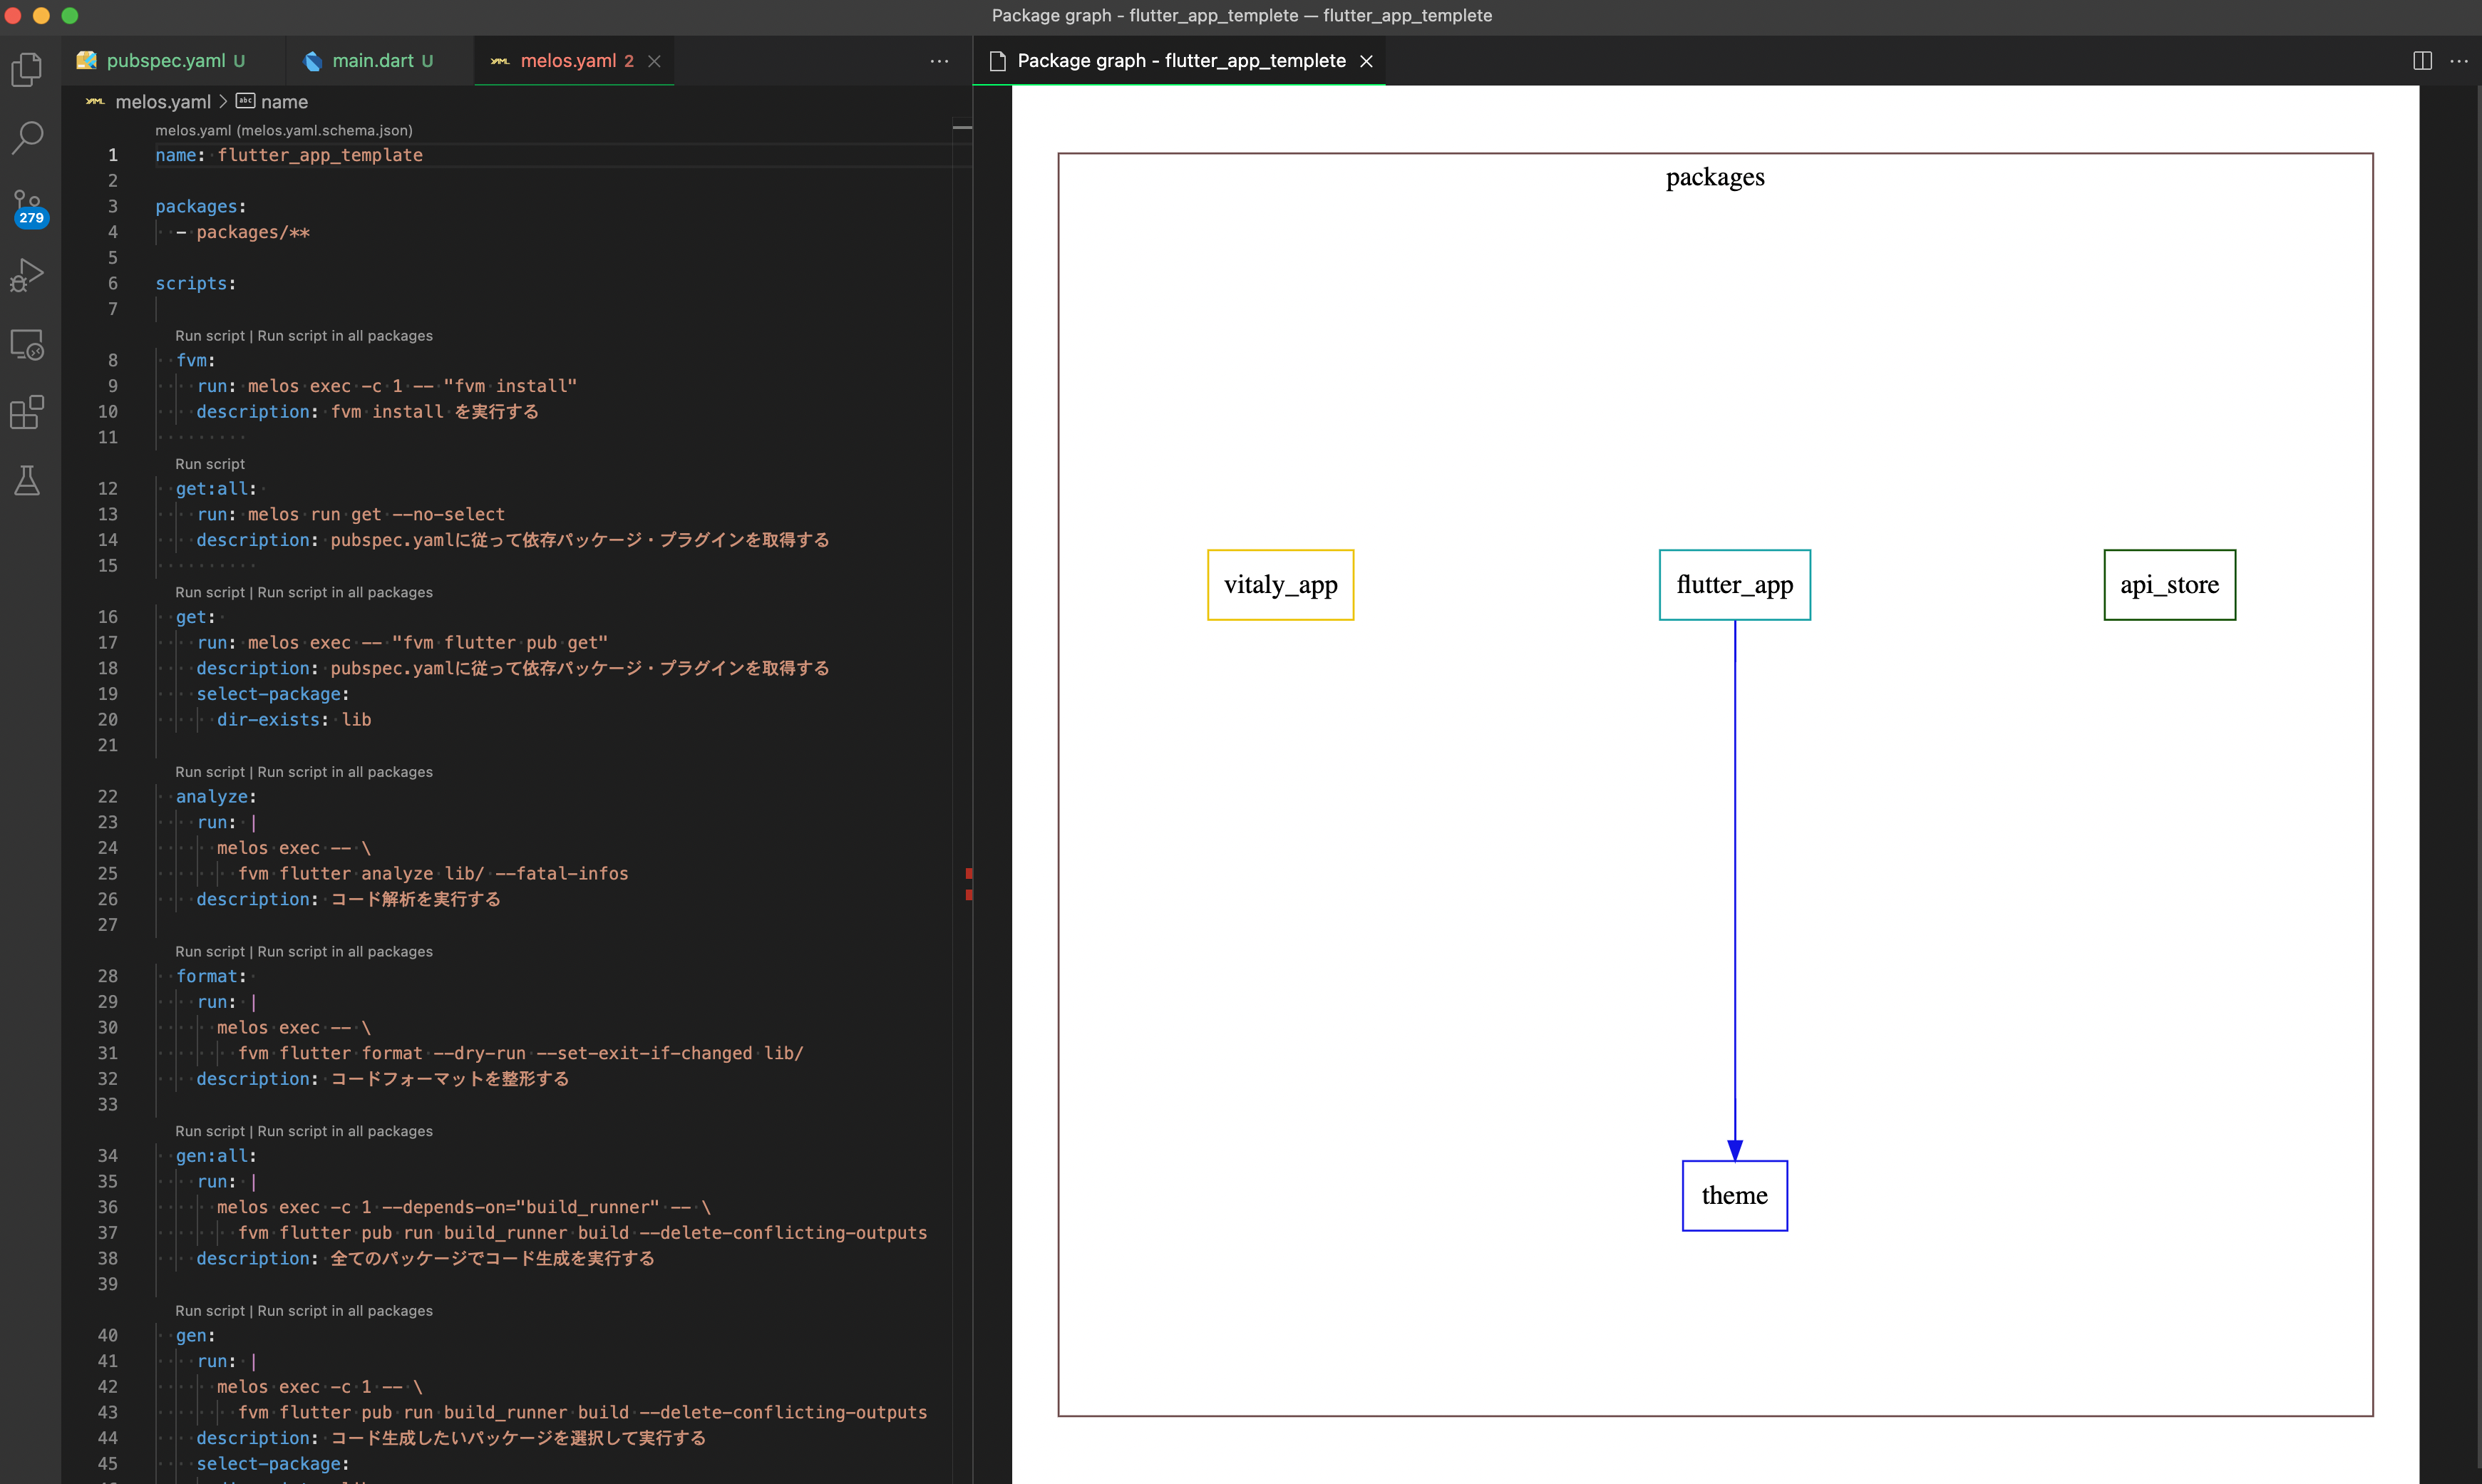 Package graph - flutter_app_templete — flutter_app_templete
pubspec.yaml U
main.dart U
melos.yaml 2
melos.yaml > abc name
melos.yaml (melos.yaml.schema.json)
1 name: flutter_app_template
2
3 packages:
4 - packages/**
5
6 scripts:
7
Run script | Run script in all packages
8 fvm:
9 run: melos exec -c 1 -- "fvm install"
10 description: fvm install を実行する
11
Run script
12 get:all:
13 run: melos run get --no-select
14 description: pubspec.yamlに従って依存パッケージ・プラグインを取得する
15
Run script | Run script in all packages
16 get:
17 run: melos exec -- "fvm flutter pub get"
18 description: pubspec.yamlに従って依存パッケージ・プラグインを取得する
19 select-package:
20 dir-exists: lib
21
Run script | Run script in all packages
22 analyze:
23 run: |
24 melos exec -- \
25 fvm flutter analyze lib/ --fatal-infos
26 description: コード解析を実行する
27
Run script | Run script in all packages
28 format:
29 run: |
30 melos exec -- \
31 fvm flutter format --dry-run --set-exit-if-changed lib/
32 description: コードフォーマットを整形する
33
Run script | Run script in all packages
34 gen:all:
35 run: |
36 melos exec -c 1 --depends-on="build_runner" -- \
37 fvm flutter pub run build_runner build --delete-conflicting-outputs
38 description: 全てのパッケージでコード生成を実行する
39
Run script | Run script in all packages
40 gen:
41 run: |
42 melos exec -c 1 -- \
43 fvm flutter pub run build_runner build --delete-conflicting-outputs
44 description: コード生成したいパッケージを選択して実行する
45 select-package:
279
Package graph - flutter_app_templete
packages
vitaly_app
flutter_app
api_store
theme